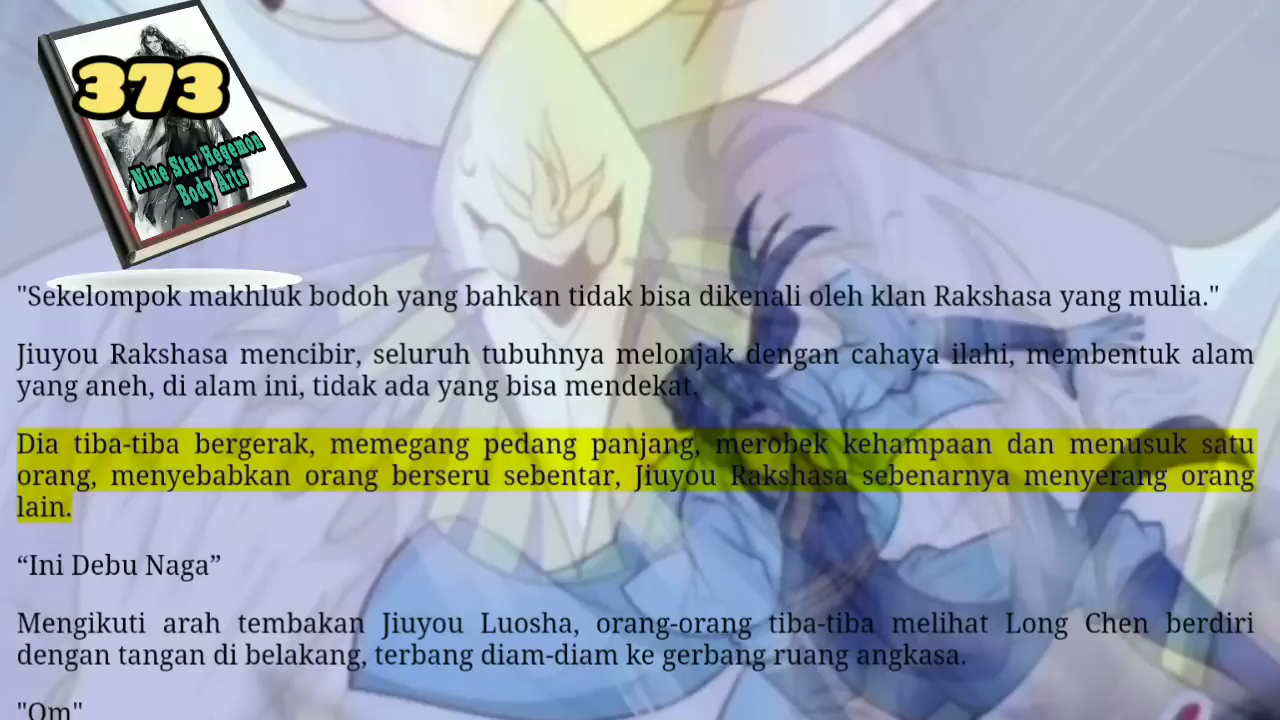 373
Nine Star Hegemon
Body Arts
"Sekelompok makhluk bodoh yang bahkan tidak bisa dikenali oleh klan Rakshasa yang mulia."
Jiuyou Rakshasa mencibir, seluruh tubuhnya melonjak dengan cahaya ilahi, membentuk alam
yang aneh, di alam ini, tidak ada yang bisa mendekat.
Dia tiba-tiba bergerak, memegang pedang panjang, merobek kehampaan dan menusuk satu
orang, menyebabkan orang berseru sebentar, Jiuyou Rakshasa sebenarnya menyerang orang
lain.
“Ini Debu Naga”
Mengikuti arah tembakan Jiuyou Luosha, orang-orang tiba-tiba melihat Long Chen berdiri
dengan tangan di belakang, terbang diam-diam ke gerbang ruang angkasa.
"Om"